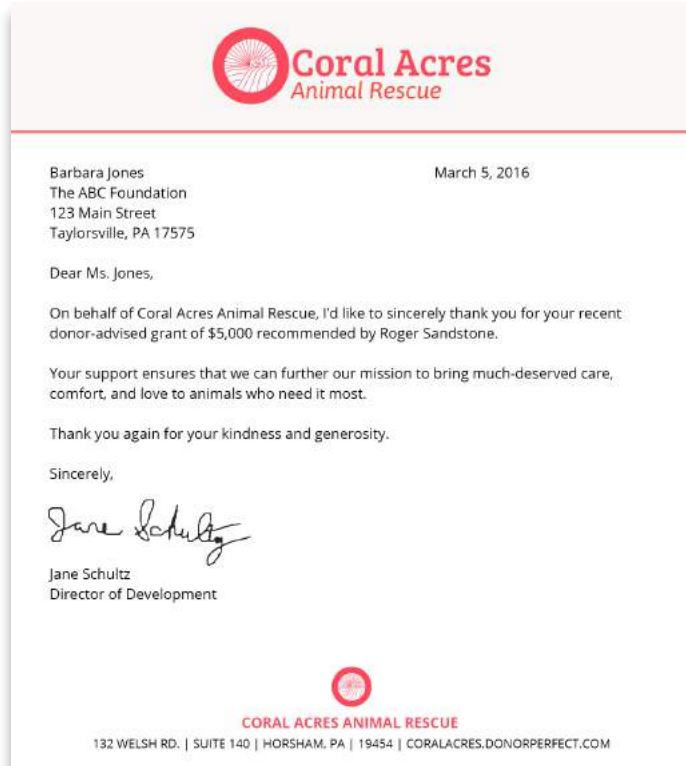 Coral Acres
Animal Rescue
Barbara Jones
March 5, 2016
The ABC Foundation
123 Main Street
Taylorsville, PA 17575
Dear Ms. Jones,
On behalf of Coral Acres Animal Rescue, I'd like to sincerely thank you for your recent
donor-advised grant of $5,000 recommended by Roger Sandstone.
Your support ensures that we can further our mission to bring much-deserved care,
comfort, and love to animals who need it most.
Thank you again for your kindness and generosity.
Sincerely,
Jane Schultz
Jane Schultz
Director of Development
CORAL ACRES ANIMAL RESCUE
132 WELSH RD. | SUITE 140 | HORSHAM, PA | 19454 | CORALACRES.DONORPERFECT.COM